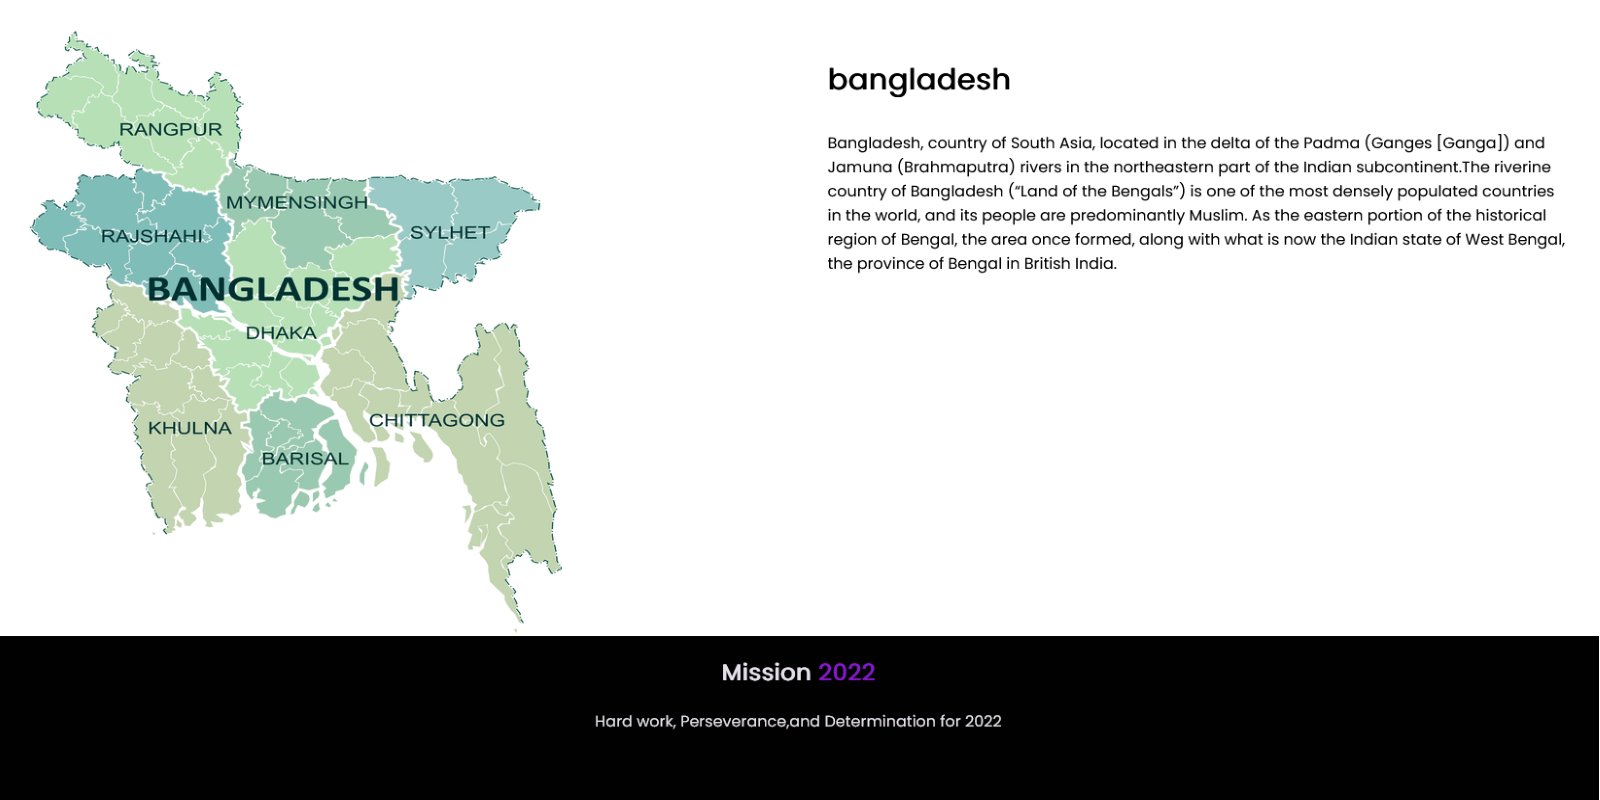 RANGPUR
MYMENSINGH
SYLHET
RAJSHAHI
BANGLADESH
DHAKA
CHITTAGONG
KHULNA
BARISAL
bangladesh
Bangladesh, country of South Asia, located in the delta of the Padma (Ganges [Ganga]) and
Jamuna (Brahmaputra) rivers in the northeastern part of the Indian subcontinent.The riverine
country of Bangladesh (“Land of the Bengals”) is one of the most densely populated countries
in the world, and its people are predominantly Muslim. As the eastern portion of the historical
region of Bengal, the area once formed, along with what is now the Indian state of West Bengal,
the province of Bengal in British India.
Mission 2022
Hard work, Perseverance,and Determination for 2022